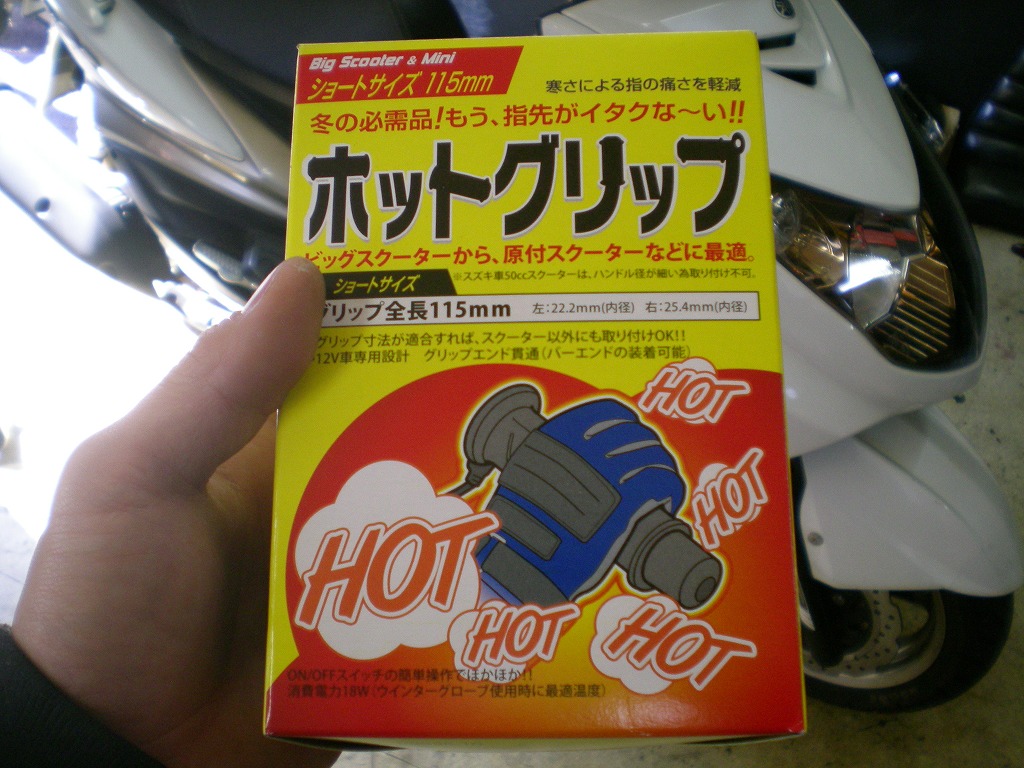 Big Scooter & Mini
ショートサイズ 115mm
寒さによる指の痛さを軽減
冬の必需品!もう、指先がイタクな〜い!!
ホットグリップ
ビッグスクーターから、原付スクーターなどに最適。
※スズキ車50ccスクーターは、ハンドル径が細い為取り付け不可。
ショートサイズ
グリップ全長115mm 左:22.2mm(内径) 右:25.4mm(内径)
グリップ寸法が適合すれば、スクーター以外にも取り付けOK!!
12V車専用設計 グリップエンド貫通(バーエンドの装着可能)
HOT
HOT
HOT
HOT
HOT
ON/OFFスイッチの簡単操作でほかほか!!
消費電力18W(ウインターグローブ使用時に最適温度)